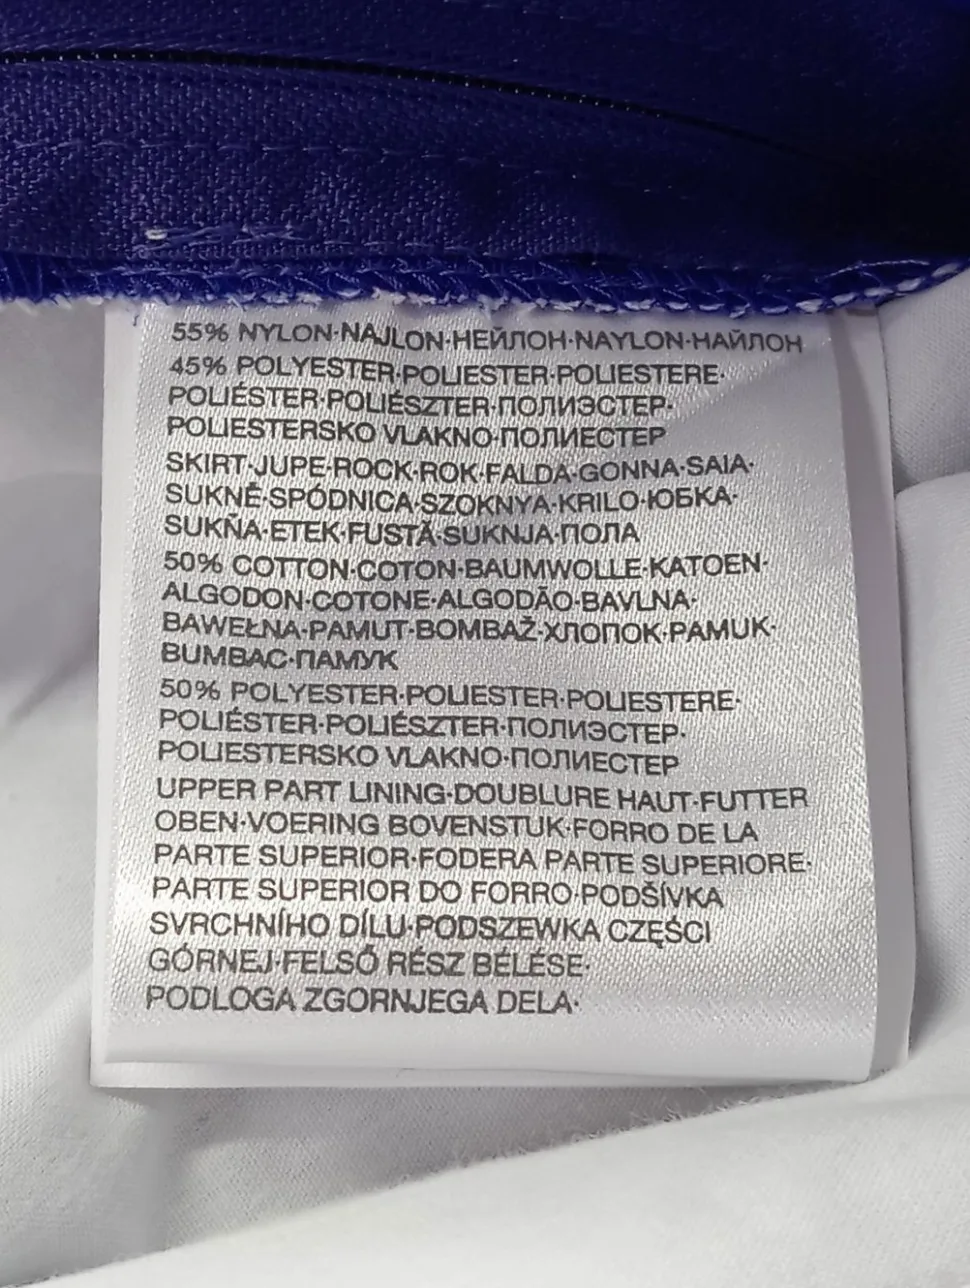 55% NYLON·NAJLON·НЕЙЛОН·NAYLON·НАЙЛОН
45% POLYESTER·POLIESTER·POLIESTERE·
POLIÉSTER·POLIÉSZTER·ПОЛИЭСТЕР·
POLIESTERSKO VLAKNO·ПОЛИЕСТЕР
SKIRT·JUPE·ROCK·ROK·FALDA·GONNA·SAIA·
SUKNĚ·SPÓDNICA·SZOKNYA·KRILO·ЮБКА·
SUKŇA·ETEK·FUSTĂ·SUKNJA·ПОЛА
50% COTTON·COTON·BAUMWOLLE·KATOEN·
ALGODON·COTONE·ALGODÃO·BAVLNA·
BAWEŁNA·PAMUT·BOMBAŽ·ХЛОПОК·PAMUK·
BUMBAC·ПАМУК
50% POLYESTER·POLIESTER·POLIESTERE·
POLIÉSTER·POLIÉSZTER·ПОЛИЭСТЕР·
POLIESTERSKO VLAKNO·ПОЛИЕСТЕР
UPPER PART LINING·DOUBLURE HAUT·FUTTER
OBEN·VOERING BOVENSTUK·FORRO DE LA
PARTE SUPERIOR·FODERA PARTE SUPERIORE·
PARTE SUPERIOR DO FORRO·PODŠÍVKA
SVRCHNÍHO DÍLU·PODSZEWKA CZĘŚCI
GÓRNEJ·FELSŐ RÉSZ BÉLÉSE·
PODLOGA ZGORNJEGA DELA·